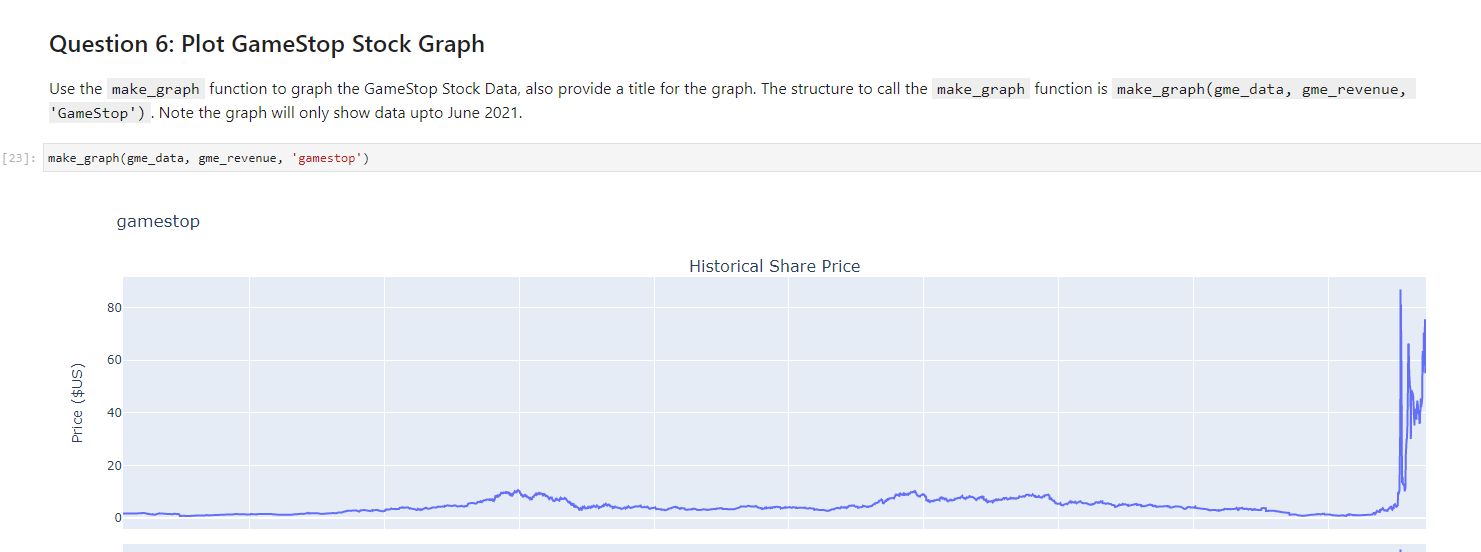 Question 6: Plot GameStop Stock Graph
Use the make_graph function to graph the GameStop Stock Data, also provide a title for the graph. The structure to call the make_graph function is make_graph(gme_data, gme_revenue,
'GameStop') . Note the graph will only show data upto June 2021.
[23]: make_graph(gme_data, gme_revenue, 'gamestop')
gamestop
Historical Share Price
Price ($US)
80
60
40
20
0